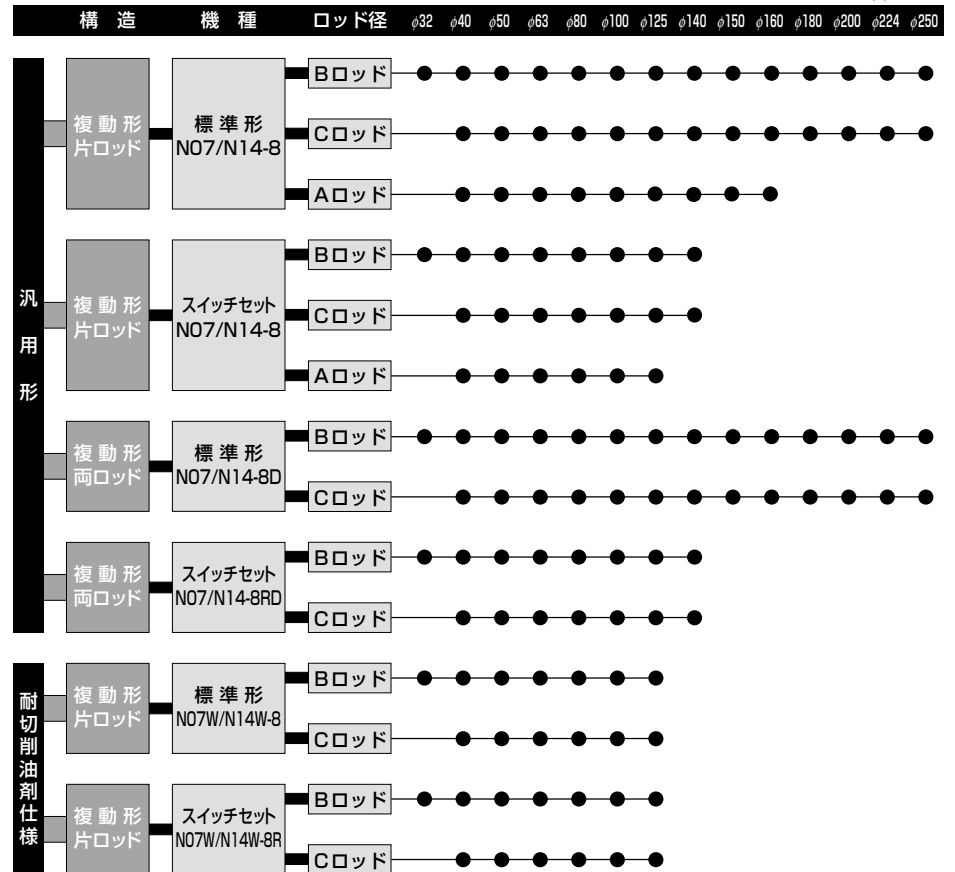 構造 機種 ロッド径 φ32 φ40 φ50 φ63 φ80 φ100 φ125 φ140 φ150 φ160 φ180 φ200 φ224 φ250
汎用形
複動形
片ロッド
標準形
N07/N14-8
Bロッド
Cロッド
Aロッド
複動形
片ロッド
スイッチセット
N07/N14-8
Bロッド
Cロッド
Aロッド
複動形
両ロッド
標準形
N07/N14-8D
Bロッド
Cロッド
複動形
両ロッド
スイッチセット
N07/N14-8RD
Bロッド
Cロッド
耐切削油剤仕様
複動形
片ロッド
標準形
N07W/N14W-8
Bロッド
Cロッド
複動形
片ロッド
スイッチセット
N07W/N14W-8R
Bロッド
Cロッド